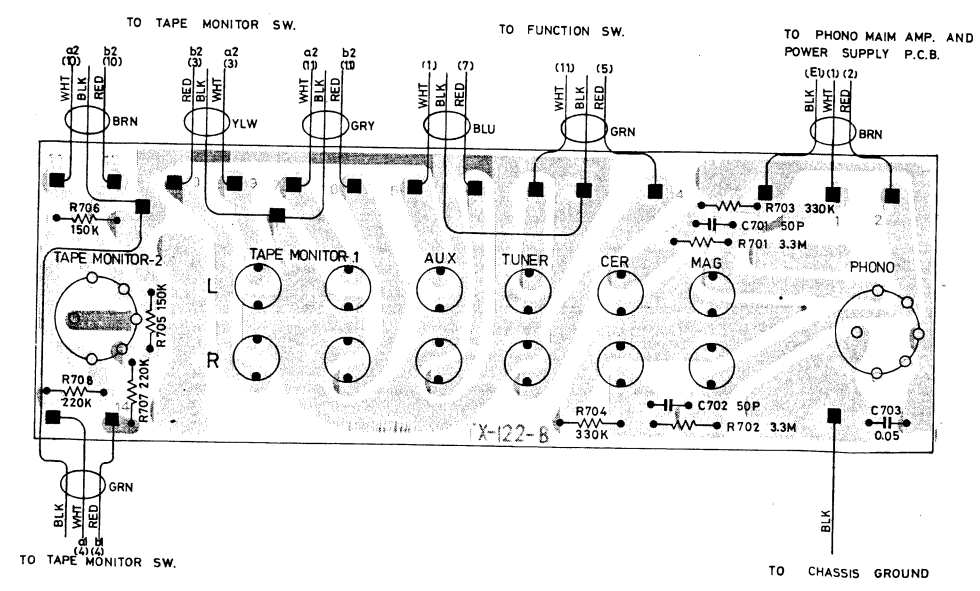 TO TAPE MONITOR SW.
TO FUNCTION SW.
TO PHONO MAIM AMP. AND
POWER SUPPLY P.C.B.
a2 b2 b2 a2 a2 b2
(10) (10) (3) (3) (11) (11) (1) (7) (11) (5) (E1) (1) (2)
WHT BLK RED RED BLK WHT WHT BLK RED WHT BLK RED WHT BLK RED BLK WHT RED
BRN YLW GRY BLU GRN BRN
R706
150K
R703 330K
C701 50P
R701 3.3M
1 2
TAPE MONITOR-2 TAPE MONITOR-1 AUX TUNER CER MAG PHONO
L
R705 150K
R
R707 220K
R708
220K
14
R704
330K
C702 50P
R702 3.3M
C703
0.05
TX-122-B
GRN
BLK WHT RED
a1 b1
(4) (4)
TO TAPE MONITOR SW.
BLK
TO CHASSIS GROUND